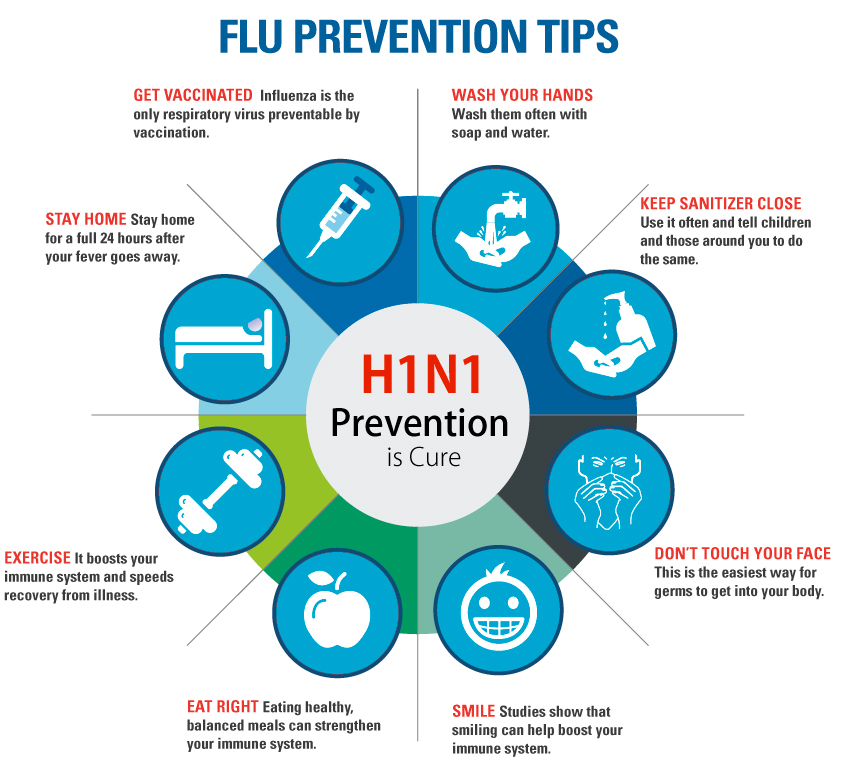 FLU PREVENTION TIPS
GET VACCINATED Influenza is the
only respiratory virus preventable by
vaccination.
WASH YOUR HANDS
Wash them often with
soap and water.
STAY HOME Stay home
for a full 24 hours after
your fever goes away.
KEEP SANITIZER CLOSE
Use it often and tell children
and those around you to do
the same.
H1N1
Prevention
is Cure
EXERCISE It boosts your
immune system and speeds
recovery from illness.
DON'T TOUCH YOUR FACE
This is the easiest way for
germs to get into your body.
EAT RIGHT Eating healthy,
balanced meals can strengthen
your immune system.
SMILE Studies show that
smiling can help boost your
immune system.